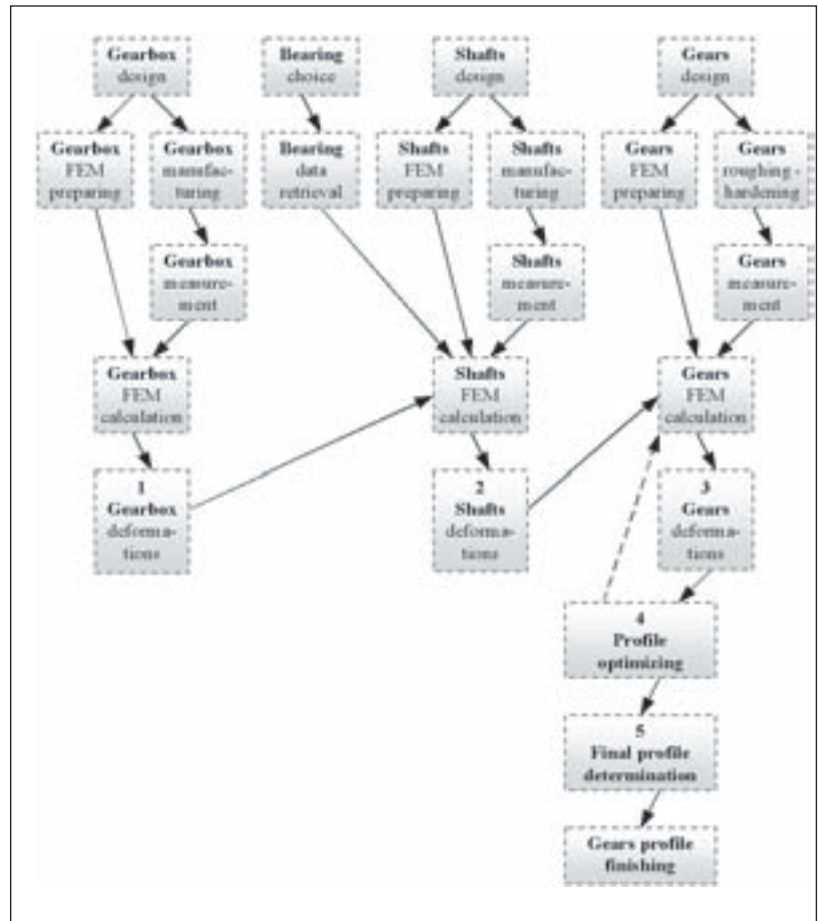 Gearbox
design
Bearing
choice
Shafts
design
Gears
design
Gearbox
FEM
preparing
Gearbox
manufac-
turing
Bearing
data
retrieval
Shafts
FEM
preparing
Shafts
manufac-
turing
Gears
FEM
preparing
Gears
roughing -
hardening
Gearbox
measure-
ment
Shafts
measure-
ment
Gears
measure-
ment
Gearbox
FEM
calculation
Shafts
FEM
calculation
Gears
FEM
calculation
1
Gearbox
deforma-
tions
2
Shafts
deforma-
tions
3
Gears
deforma-
tions
4
Profile
optimizing
5
Final profile
determination
Gears profile
finishing